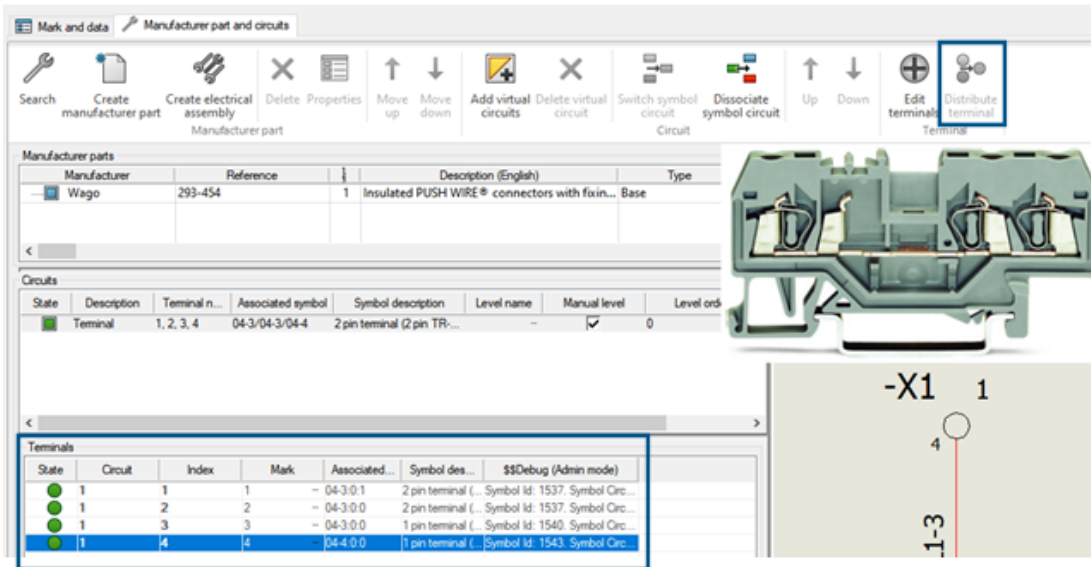 Mark and data Manufacturer part and circuits
Search Create manufacturer part Create electrical assembly Delete Properties Move up Move down Add virtual circuits Delete virtual circuit Switch symbol circuit Dissociate symbol circuit Up Down Edit terminals Distribute terminal
Manufacturer part Circuit Terminal
Manufacturer parts
Manufacturer Reference Description (English) Type
Wago 293-454 1 Insulated PUSH WIRE® connectors with fixin... Base
Circuits
State Description Terminal n... Associated symbol Symbol description Level name Manual level Level orde
Terminal 1, 2, 3, 4 04-3/04-3/04-4 2 pin terminal (2 pin TR-... – 0
-X1 1
4
L1-3
Terminals
State Circuit Index Mark Associated... Symbol des... $$Debug (Admin mode)
1 1 1 – 04-3:0:1 2 pin terminal (... Symbol Id: 1537. Symbol Circ...
1 2 2 – 04-3:0:0 2 pin terminal (... Symbol Id: 1537. Symbol Circ...
1 3 3 – 04-3:0:0 1 pin terminal (... Symbol Id: 1540. Symbol Circ...
1 4 4 – 04-4:0:0 1 pin terminal (... Symbol Id: 1543. Symbol Circ...